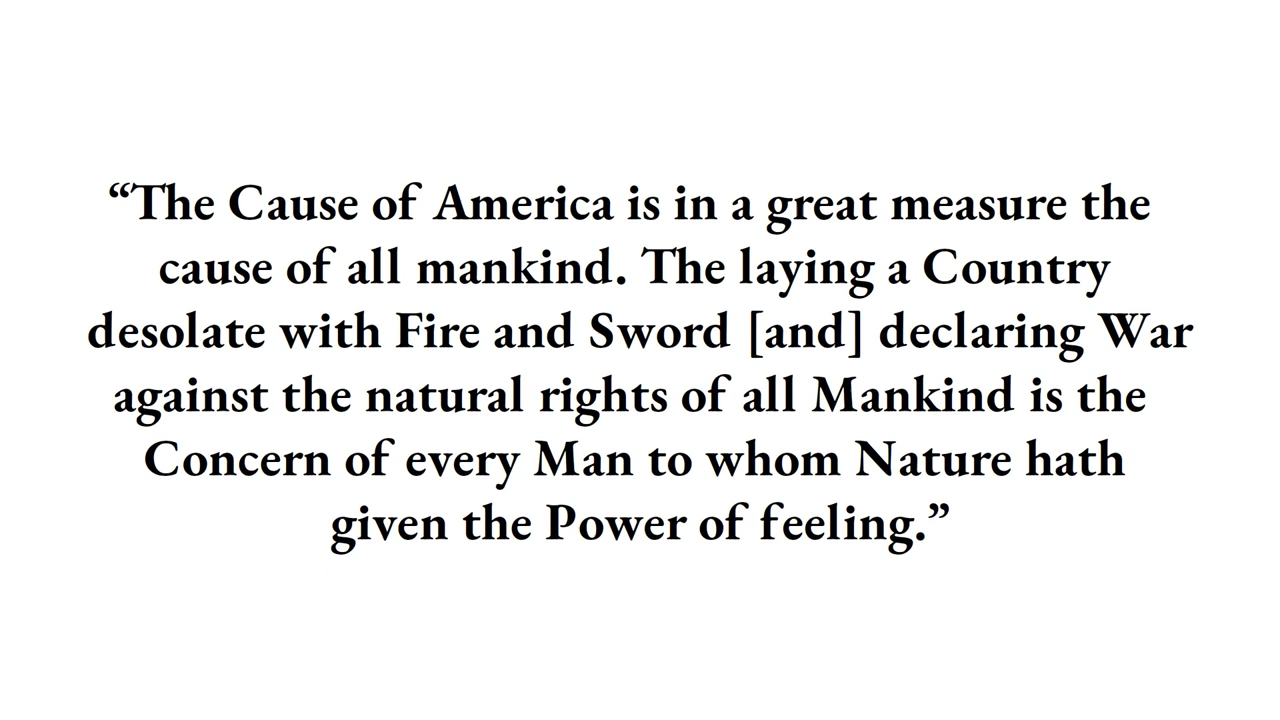 “The Cause of America is in a great measure the
cause of all mankind. The laying a Country
desolate with Fire and Sword [and] declaring War
against the natural rights of all Mankind is the
Concern of every Man to whom Nature hath
given the Power of feeling.”